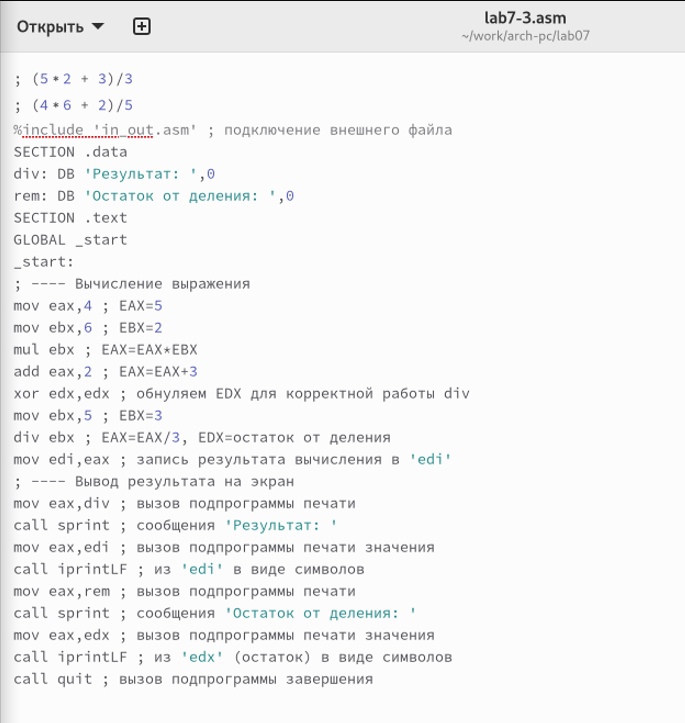 Открыть
lab7-3.asm
~/work/arch-pc/lab07
; (5*2 + 3)/3
; (4*6 + 2)/5
%include 'in_out.asm' ; подключение внешнего файла
SECTION .data
div: DB 'Результат: ',0
rem: DB 'Остаток от деления: ',0
SECTION .text
GLOBAL _start
_start:
; ---- Вычисление выражения
mov eax,4 ; EAX=5
mov ebx,6 ; EBX=2
mul ebx ; EAX=EAX*EBX
add eax,2 ; EAX=EAX+3
xor edx,edx ; обнуляем EDX для корректной работы div
mov ebx,5 ; EBX=3
div ebx ; EAX=EAX/3, EDX=остаток от деления
mov edi,eax ; запись результата вычисления в 'edi'
; ---- Вывод результата на экран
mov eax,div ; вызов подпрограммы печати
call sprint ; сообщения 'Результат: '
mov eax,edi ; вызов подпрограммы печати значения
call iprintLF ; из 'edi' в виде символов
mov eax,rem ; вызов подпрограммы печати
call sprint ; сообщения 'Остаток от деления: '
mov eax,edx ; вызов подпрограммы печати значения
call iprintLF ; из 'edx' (остаток) в виде символов
call quit ; вызов подпрограммы завершения